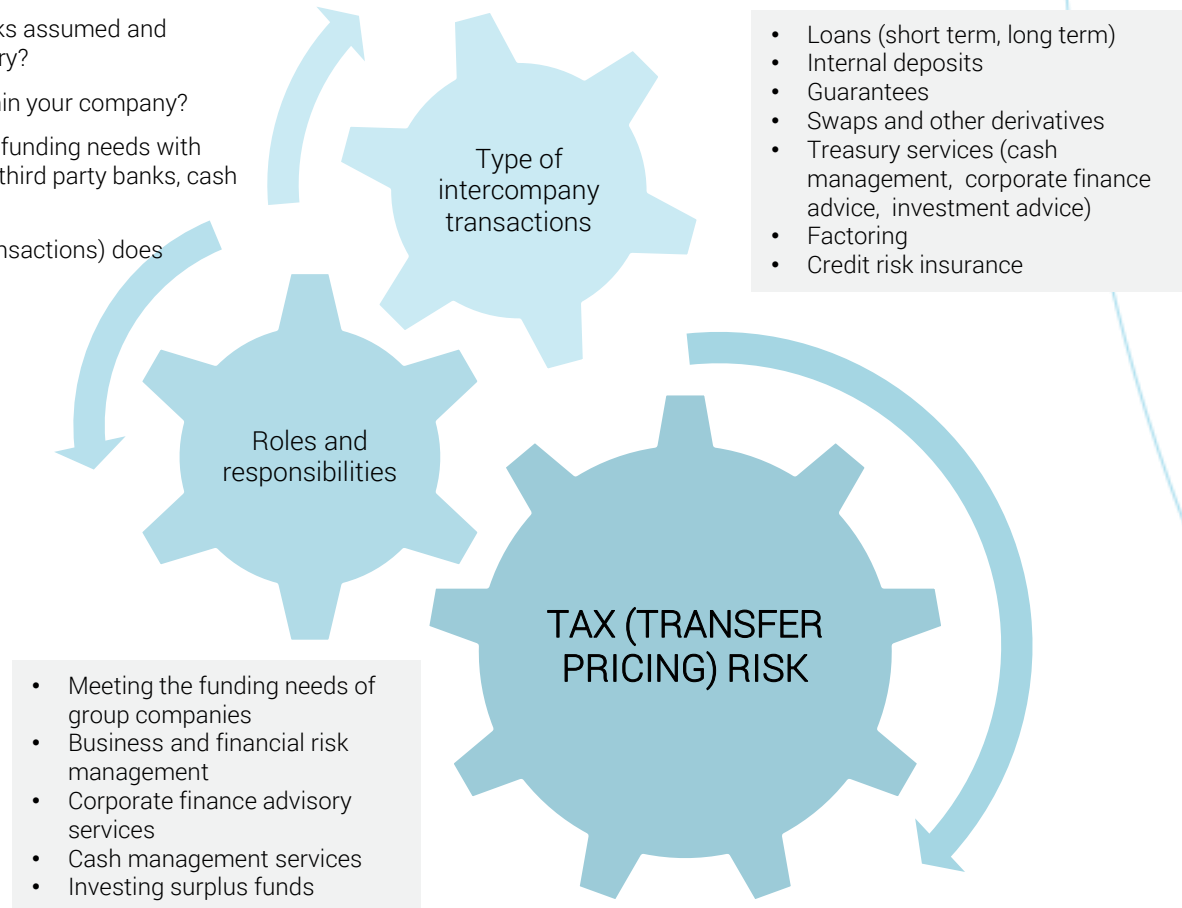 ks assumed and
ry?
in your company?
funding needs with
third party banks, cash
nsactions) does
• Loans (short term, long term)
• Internal deposits
• Guarantees
• Swaps and other derivatives
• Treasury services (cash
management, corporate finance
advice, investment advice)
• Factoring
• Credit risk insurance
Type of
intercompany
transactions
Roles and
responsibilities
TAX (TRANSFER
PRICING) RISK
• Meeting the funding needs of
group companies
• Business and financial risk
management
• Corporate finance advisory
services
• Cash management services
• Investing surplus funds